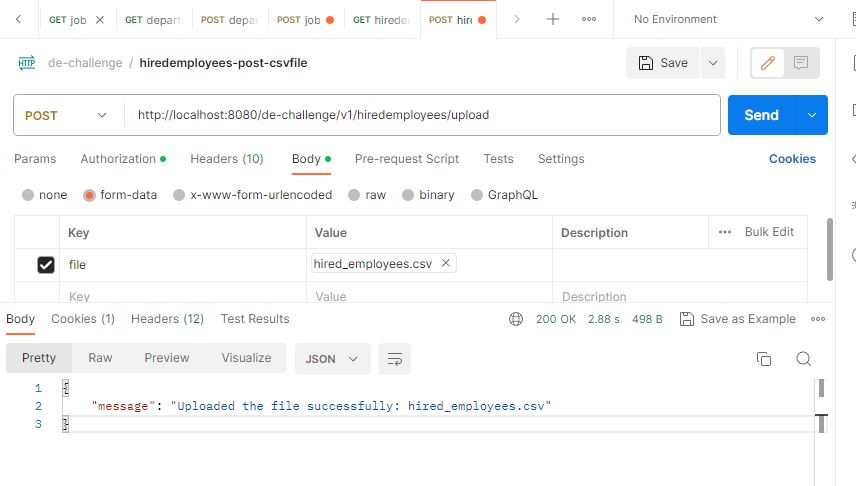 GET job GET depart POST depar POST job GET hireder POST hire No Environment
HTTP de-challenge / hiredemployees-post-csvfile Save
POST http://localhost:8080/de-challenge/v1/hiredemployees/upload Send
Params Authorization Headers (10) Body Pre-request Script Tests Settings Cookies
none form-data x-www-form-urlencoded raw binary GraphQL
Key Value Description Bulk Edit
file hired_employees.csv
Key Value Description
Body Cookies (1) Headers (12) Test Results 200 OK 2.88 s 498 B Save as Example
Pretty Raw Preview Visualize JSON
1 {
2 "message": "Uploaded the file successfully: hired_employees.csv"
3 }